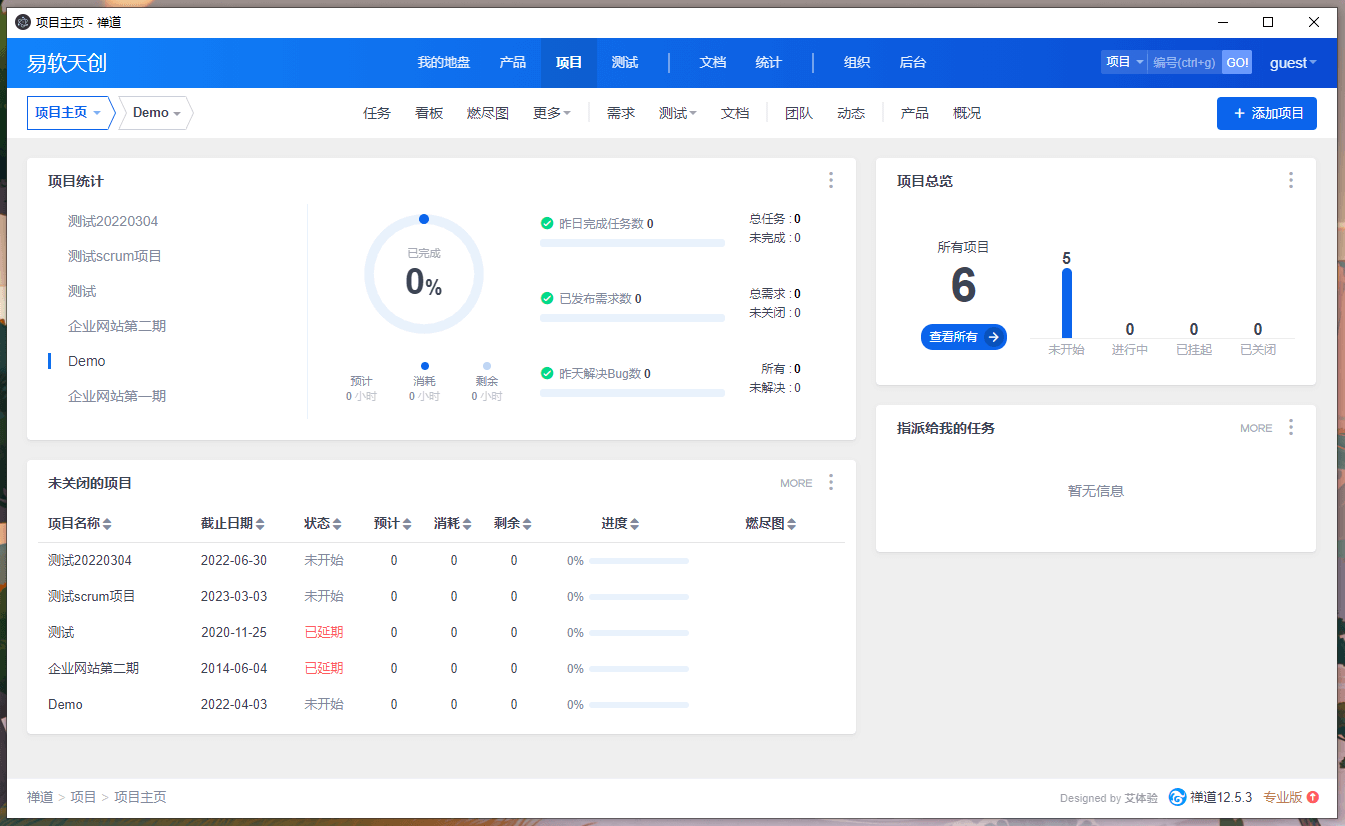 项目主页 - 禅道
易软天创 我的地盘 产品 项目 测试 文档 统计 组织 后台 项目 编号(ctrl+g) GO! guest
项目主页 Demo 任务 看板 燃尽图 更多 需求 测试 文档 团队 动态 产品 概况 + 添加项目
项目统计
测试20220304
测试scrum项目
测试
企业网站第二期
Demo
企业网站第一期
已完成
0%
预计 消耗 剩余
0 小时 0 小时 0 小时
昨日完成任务数 0
总任务 : 0
未完成 : 0
已发布需求数 0
总需求 : 0
未关闭 : 0
昨天解决Bug数 0
所有 : 0
未解决 : 0
项目总览
所有项目
6
查看所有
5 0 0 0
未开始 进行中 已挂起 已关闭
指派给我的任务 MORE
暂无信息
未关闭的项目 MORE
项目名称 截止日期 状态 预计 消耗 剩余 进度 燃尽图
测试20220304 2022-06-30 未开始 0 0 0 0%
测试scrum项目 2023-03-03 未开始 0 0 0 0%
测试 2020-11-25 已延期 0 0 0 0%
企业网站第二期 2014-06-04 已延期 0 0 0 0%
Demo 2022-04-03 未开始 0 0 0 0%
禅道 > 项目 > 项目主页 Designed by 艾体验 禅道12.5.3 专业版